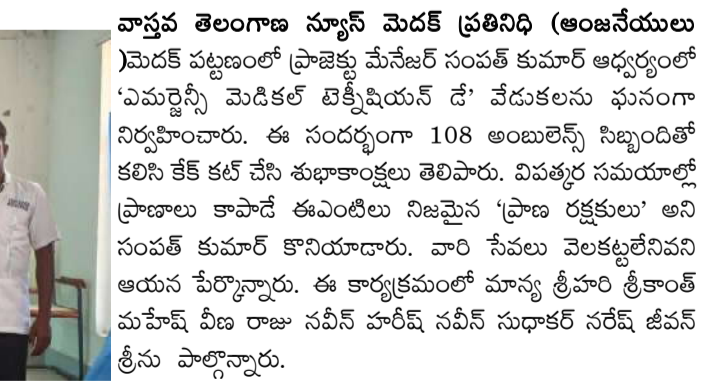 వాస్తవ తెలంగాణ న్యూస్ మెదక్ ప్రతినిధి (ఆంజనేయులు
)మెదక్ పట్టణంలో ప్రాజెక్టు మేనేజర్ సంపత్ కుమార్ ఆధ్వర్యంలో
‘ఎమర్జెన్సీ మెడికల్ టెక్నీషియన్ డే’ వేడుకలను ఘనంగా
నిర్వహించారు. ఈ సందర్భంగా 108 అంబులెన్స్ సిబ్బందితో
కలిసి కేక్ కట్ చేసి శుభాకాంక్షలు తెలిపారు. విపత్కర సమయాల్లో
ప్రాణాలు కాపాడే ఈఎంటిలు నిజమైన ‘ప్రాణ రక్షకులు’ అని
సంపత్ కుమార్ కొనియాడారు. వారి సేవలు వెలకట్టలేనివని
ఆయన పేర్కొన్నారు. ఈ కార్యక్రమంలో మాన్య శ్రీహరి శ్రీకాంత్
మహేష్ వీణ రాజు నవీన్ హరీష్ నవీన్ సుధాకర్ నరేష్ జీవన్
శ్రీను పాల్గొన్నారు.